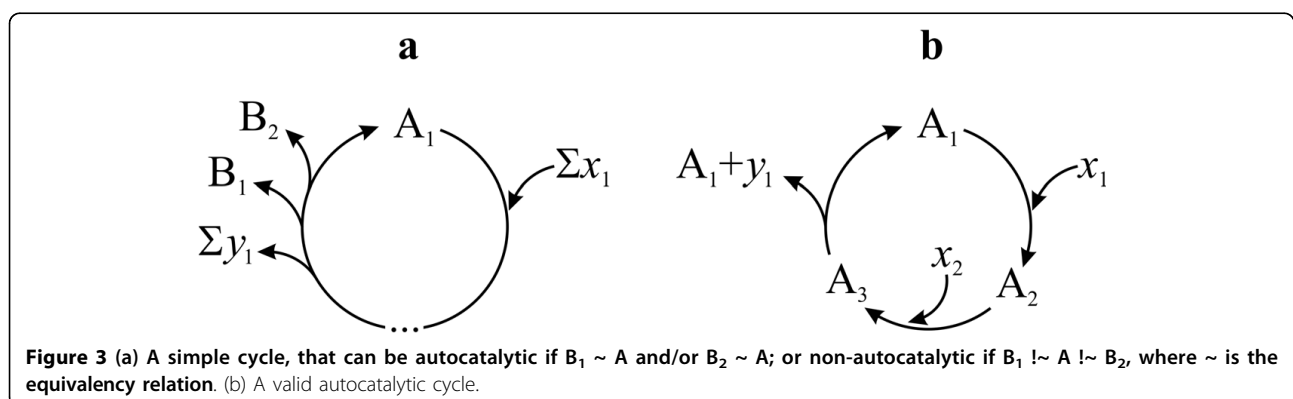 a
b
B₂
A₁
Σx₁
B₁
Σy₁
...
A₁
A₁+y₁
x₁
x₂
A₃
A₂
Figure 3 (a) A simple cycle, that can be autocatalytic if B₁ ~ A and/or B₂ ~ A; or non-autocatalytic if B₁ !~ A !~ B₂, where ~ is the
equivalency relation. (b) A valid autocatalytic cycle.